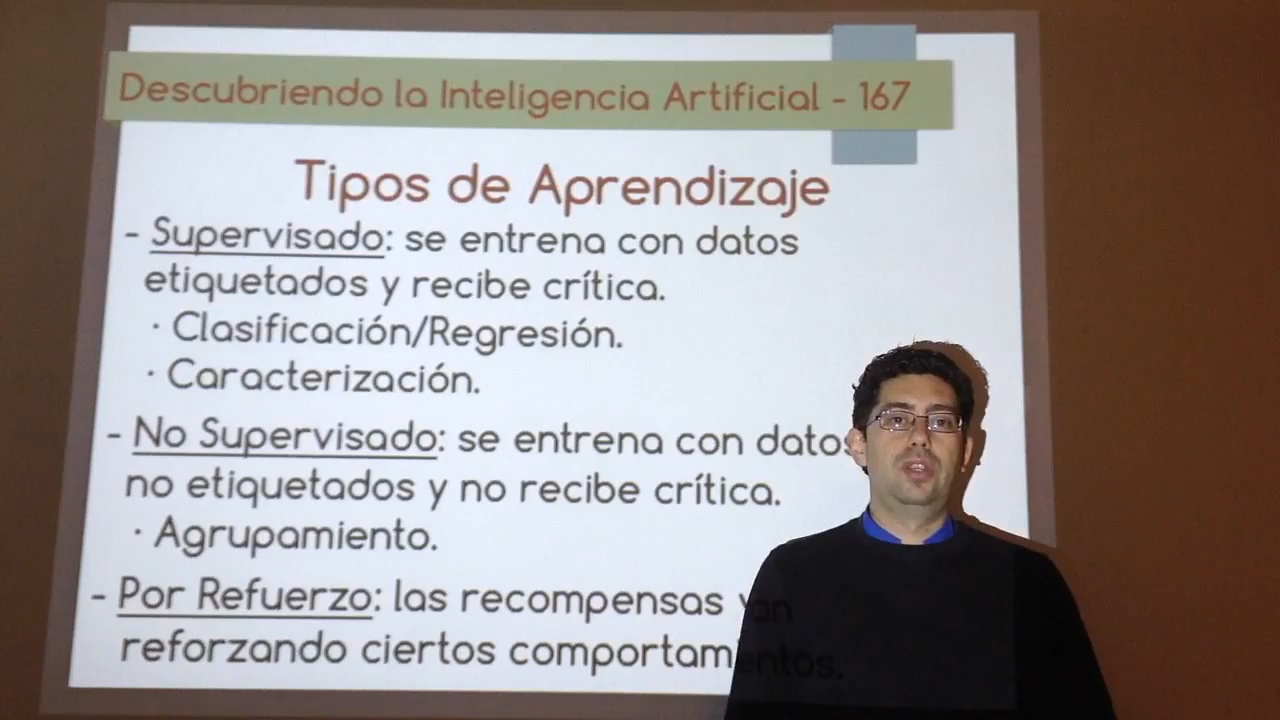 Descubriendo la Inteligencia Artificial - 167
Tipos de Aprendizaje
- Supervisado: se entrena con datos
etiquetados y recibe crítica.
· Clasificación/Regresión.
· Caracterización.
- No Supervisado: se entrena con datos
no etiquetados y no recibe crítica.
· Agrupamiento.
- Por Refuerzo: las recompensas van
reforzando ciertos comportamientos.